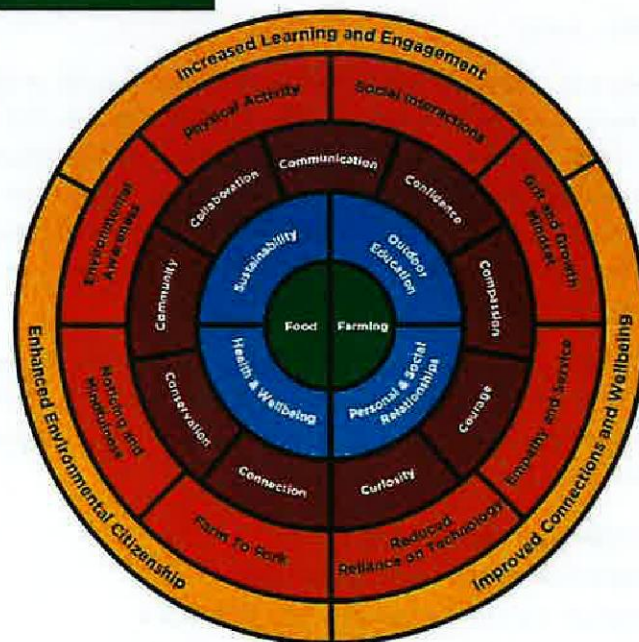 Increased Learning and Engagement
Physical Activity
Social Interactions
Environmental
Awareness
Grit and Growth
Mindset
Noticing and
Mindfulness
Empathy and Service
Farm To Fork
Reduced
Reliance on Technology
Communication
Collaboration
Confidence
Community
Compassion
Conservation
Courage
Connection
Curiosity
Sustainability
Outdoor
Education
Health & Wellbeing
Personal & Social
Relationships
Food
Farming
Enhanced Environmental Citizenship
Improved Connections and Wellbeing